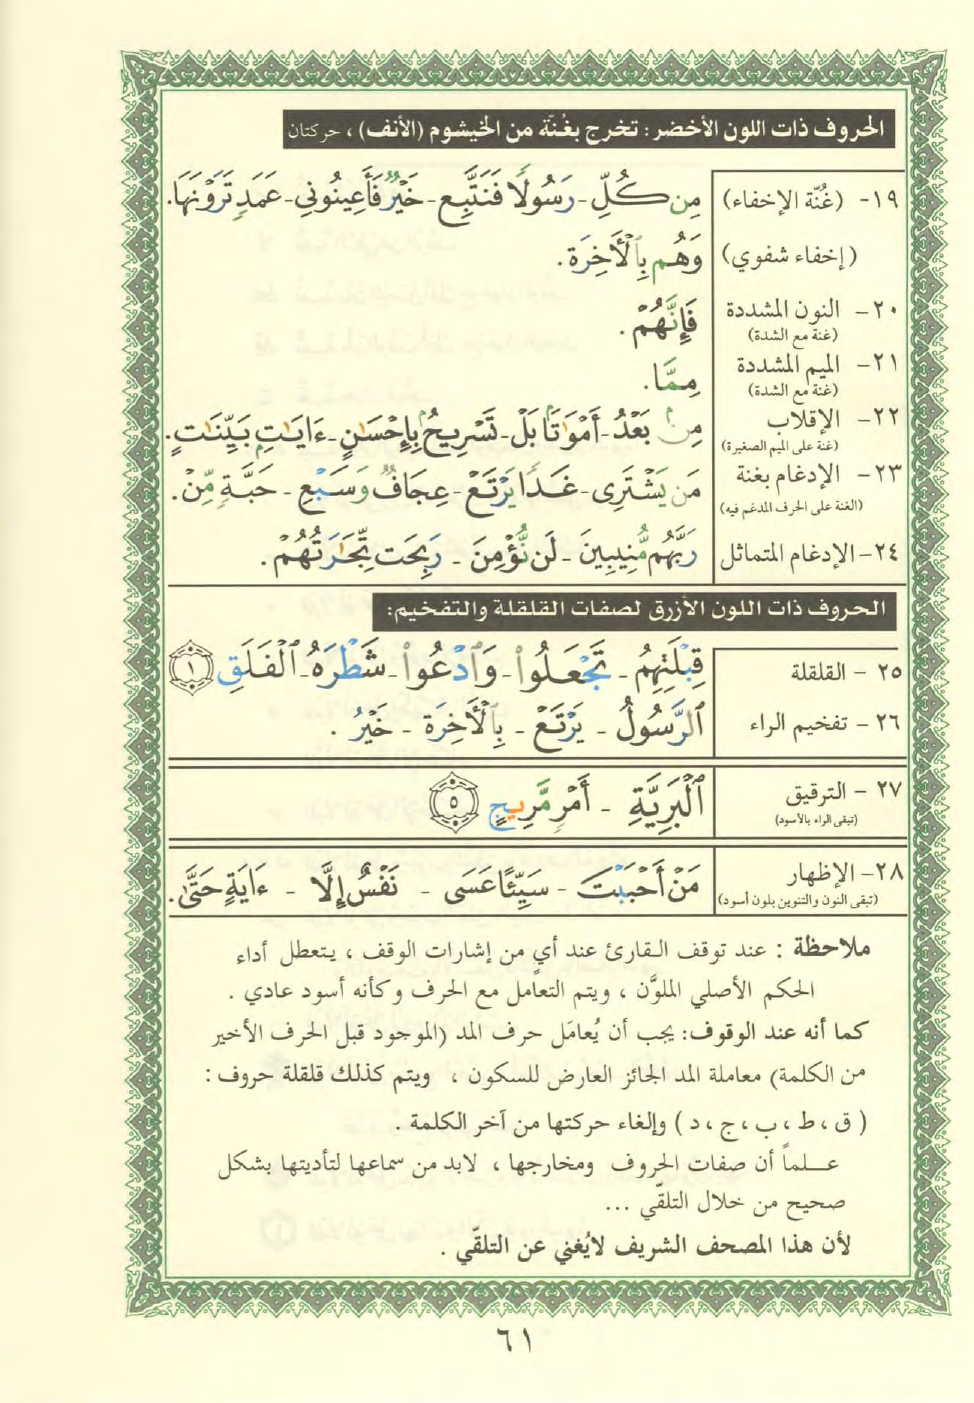 الحروف ذات اللون الأخضر: تخرج بغُنّة من الخيشوم (الأنف) ، حركتان
١٩- (غُنّة الإخفاء) مِن كُلِّ - رَسُولًا فَنَتَّبِعَ - خَيْرٌ فَأَعِينُونِي - عَمَدٍ تَرَوْنَهَا.
(إخفاء شفوي) وَهُم بِالْأَخِرَةِ .
٢٠- النون المشددة فَإِنَّهُمْ .
(غنة مع الشدة)
٢١- الميم المشددة مِمَّا .
(غنة مع الشدة)
٢٢- الإقلاب مِنۢ بَعْدُ - أَمْوَاتًا بَلْ - تَسْرِيحٌ بِإِحْسَٰنٍ - ءَايَٰتٍ بَيِّنَٰتٍ .
(غنة على الميم الصغيرة)
٢٣- الإدغام بغنة مَن يَشْتَرِى - غَدًا يَرْتَعْ - عِجَافٌ وَسَبْعِ - حَبَّةٍ مِّنْ .
(الغنة على الحرف المدغم فيه)
٢٤- الإدغام المتماثل رَبَّهُم مُّنِيبِينَ - لَن نُّؤْمِنَ - رَبِحَت تِّجَٰرَتُهُمْ .
الحروف ذات اللون الأزرق لصفات القلقلة والتفخيم:
٢٥ - القلقلة قِبْلَتِهِمُ - تَجْعَلُوا۟ - وَٱدْعُوا۟ - شَطْرَهُ - ٱلْفَلَقِ ١
٢٦ - تفخيم الراء ٱلرَّسُولُ - يَرْتَعْ - بِالْأَخِرَةِ - خَيْرُ .
٢٧ - الترقيق ٱلْبَرِيَّةِ - أَمْرٍ مَّرِيجٍ ٥
(تبقى الراء بالأسود)
٢٨- الإظهار مَنْ أَحْبَبْتَ - سَيِّئًا عَسَى - نَفْسٌ إِلَّا - ءَايَةٍ حَتَّىٰ .
(تبقى النون والتنوين بلون أسود)
ملاحظة : عند توقف القارئ عند أيٍ من إشارات الوقف ، يتعطل أداء
الحكم الأصلي الملوَّن ، ويتم التعامل مع الحرف وكأنه أسود عادي .
كما أنه عند الوقوف: يجب أن يُعامَل حرف المد (الموجود قبل الحرف الأخير
من الكلمة) معاملة المد الجائز العارض للسكون ، ويتم كذلك قلقلة حروف :
( ق ، ط ، ب ، ج ، د ) وإلغاء حركتها من آخر الكلمة .
علماً أن صفات الحروف ومخارجها ، لابد من سماعها لتأديتها بشكل
صحيح من خلال التلقّي ...
لأن هذا المصحف الشريف لايُغني عن التلقّي .
٦١